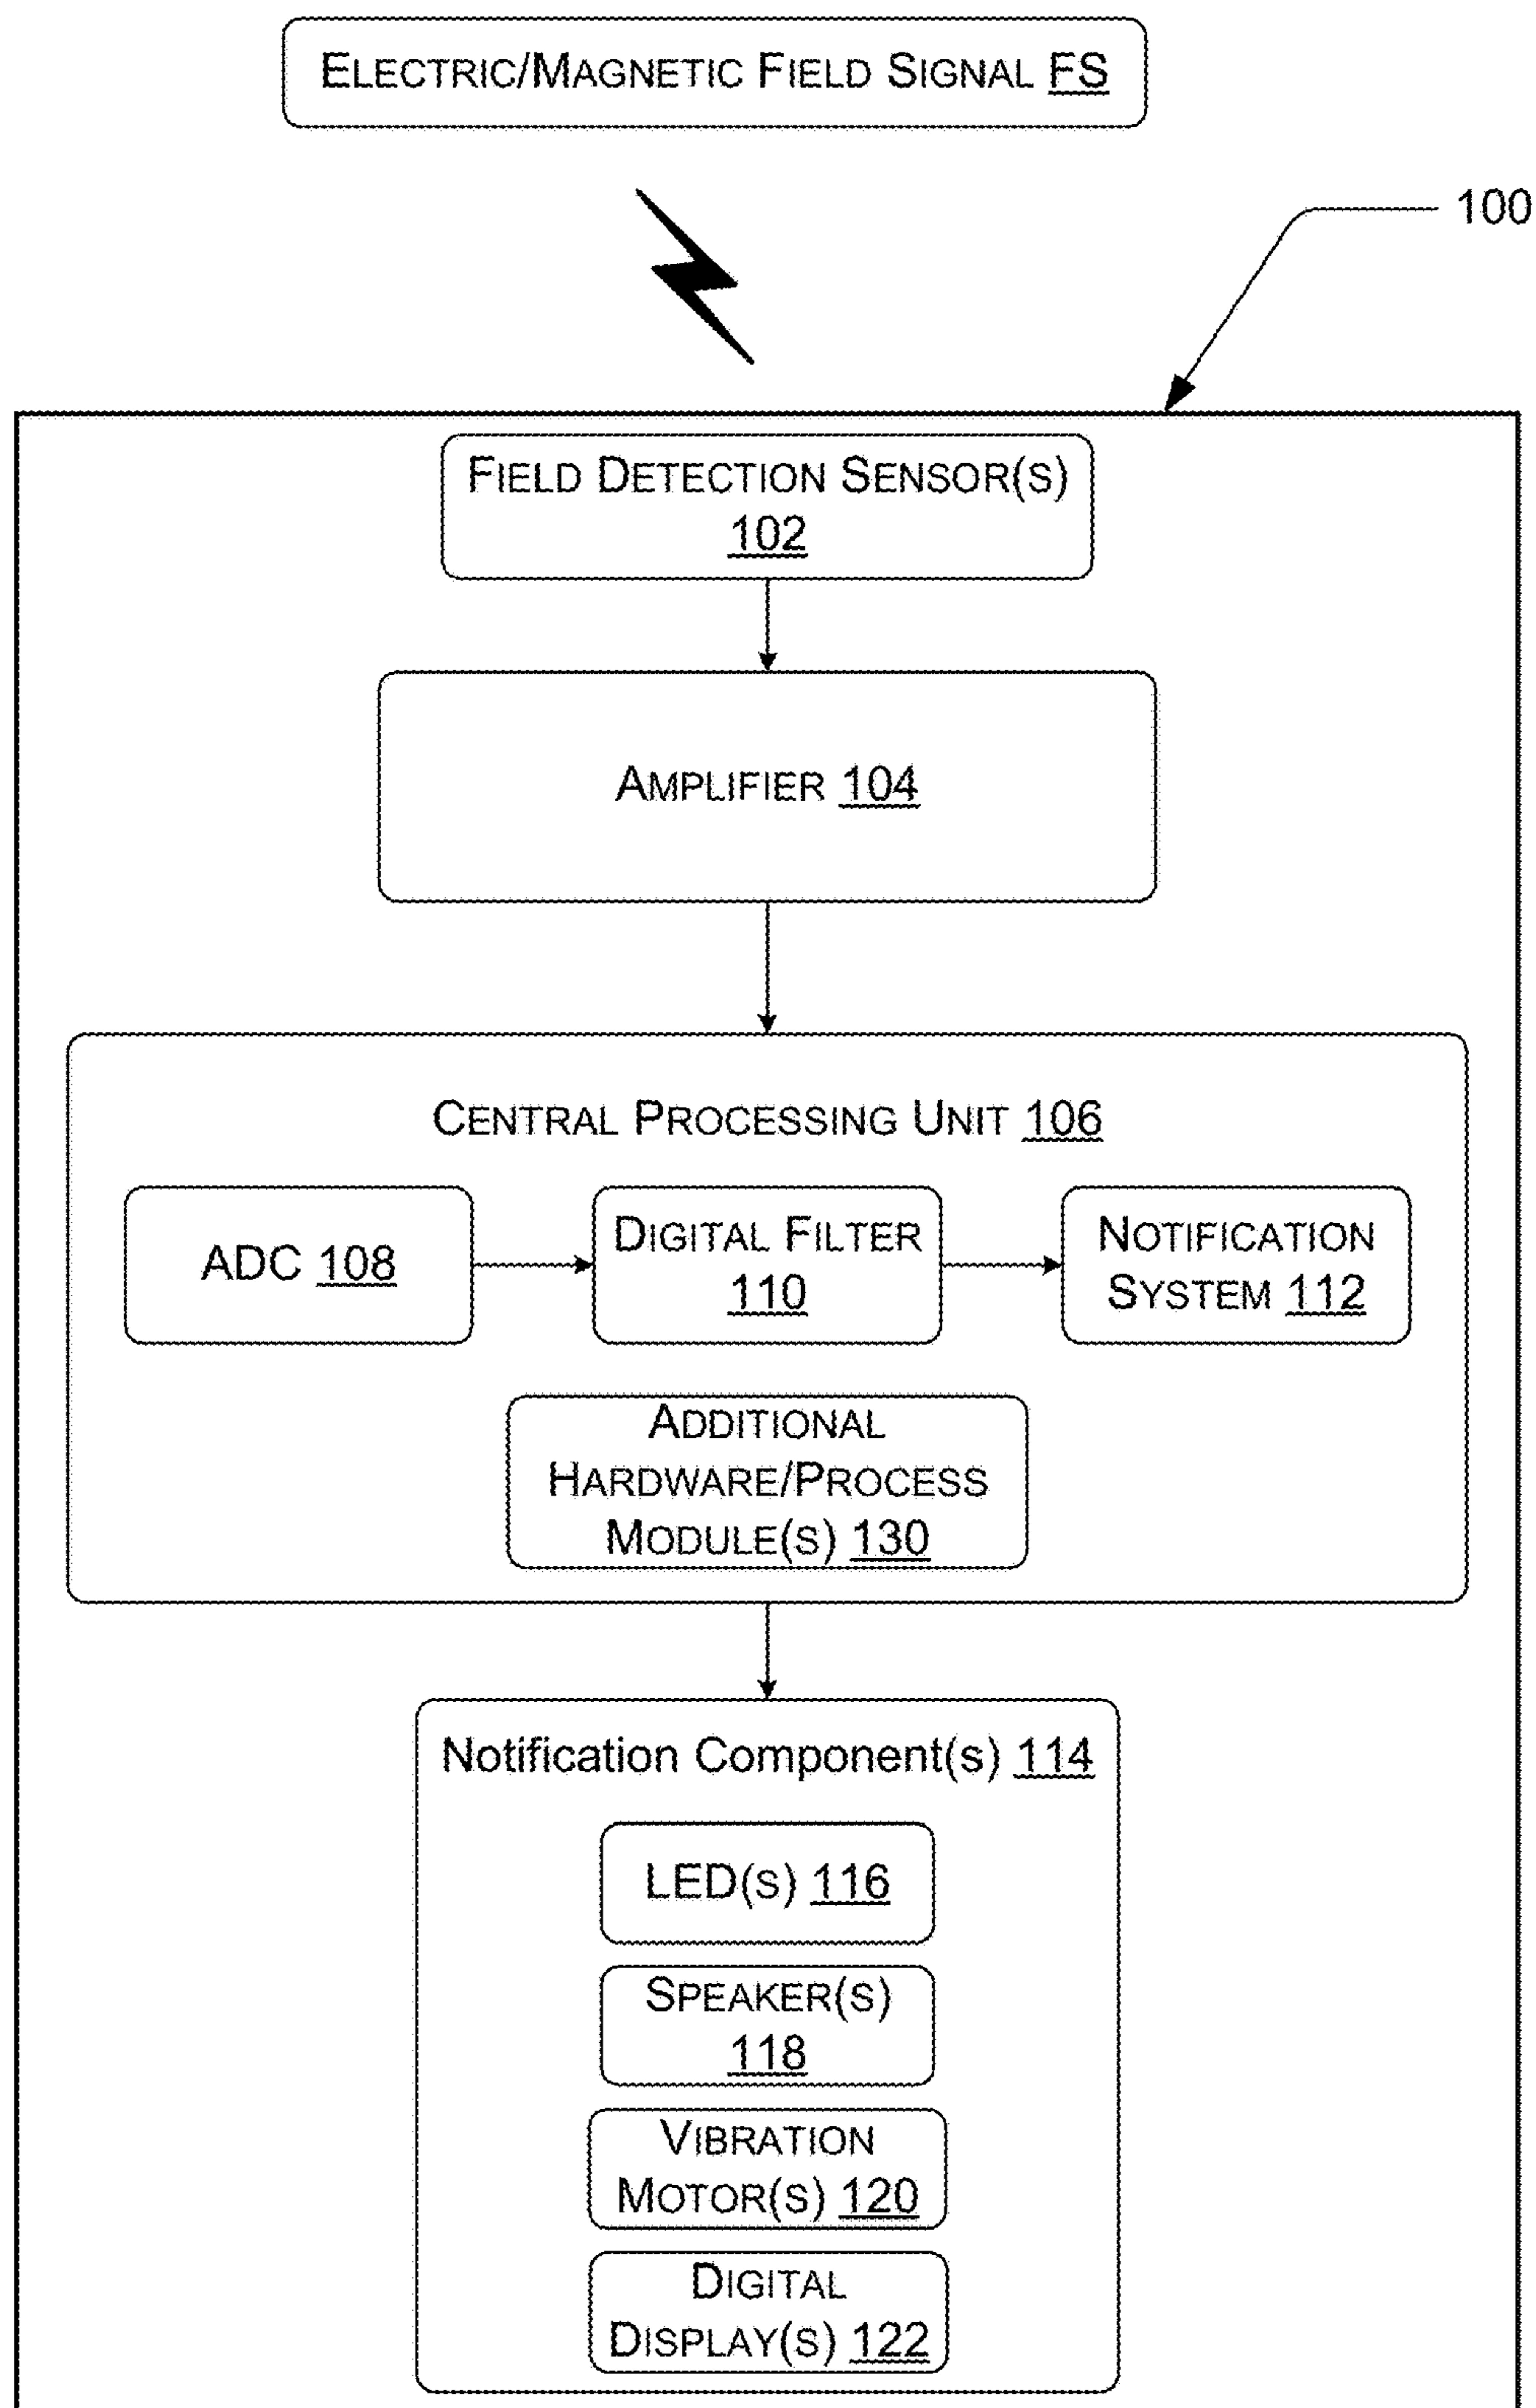 ELECTRIC/MAGNETIC FIELD SIGNAL FS
100
FIELD DETECTION SENSOR(S)
102
AMPLIFIER 104
CENTRAL PROCESSING UNIT 106
ADC 108
DIGITAL FILTER
110
NOTIFICATION
SYSTEM 112
ADDITIONAL
HARDWARE/PROCESS
MODULE(S) 130
Notification Component(s) 114
LED(S) 116
SPEAKER(S)
118
VIBRATION
MOTOR(S) 120
DIGITAL
DISPLAY(S) 122